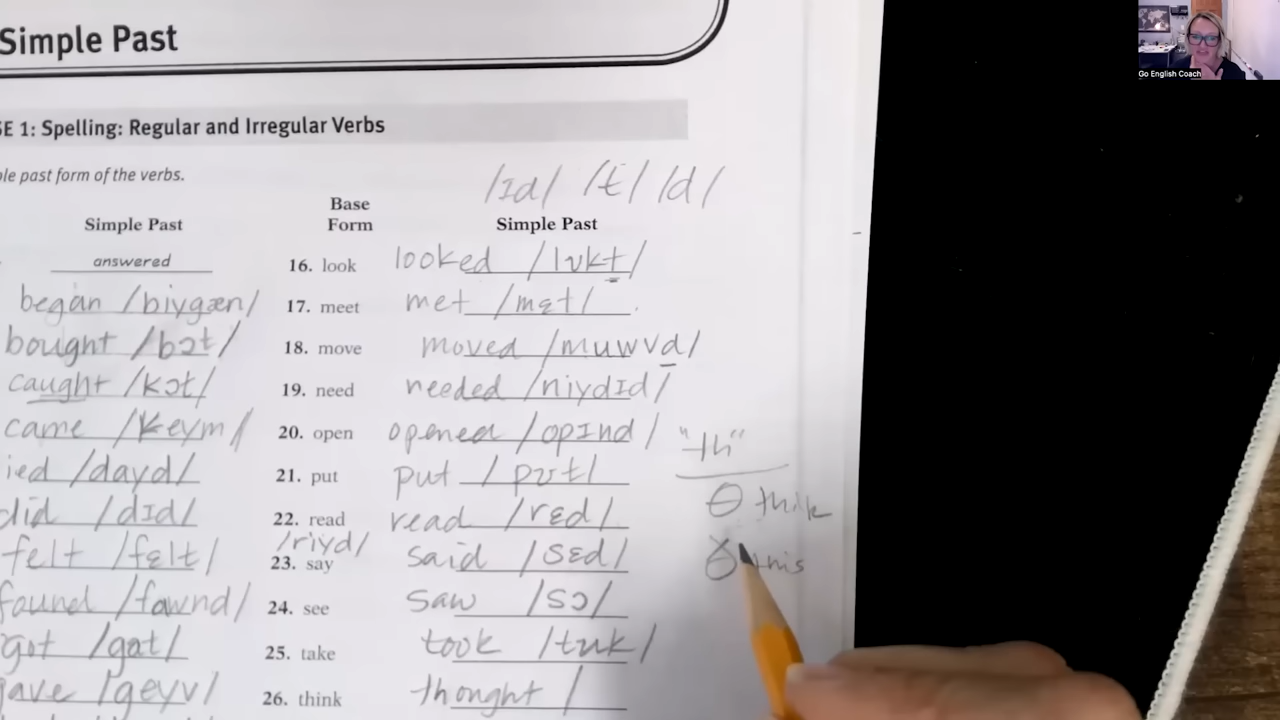 Simple Past
SE 1: Spelling: Regular and Irregular Verbs
ple past form of the verbs.
/ɪd/ /t/ /d/
Simple Past Base Form Simple Past
answered 16. look looked /lʊkt/
began /biygæn/ 17. meet met /mɛt/
bought /bɔt/ 18. move moved /muwvd/
caught /kɔt/ 19. need needed /niydɪd/
came /keym/ 20. open opened /opɪnd/
ied /dayd/ 21. put put /pʊt/
did /dɪd/ 22. read /riyd/ read /rɛd/
felt /fɛlt/ 23. say said /sɛd/
found /fawnd/ 24. see saw /sɔ/
got /gat/ 25. take took /tʊk/
gave /geyv/ 26. think thought /
"th"
θ think
ð this
Go English Coach